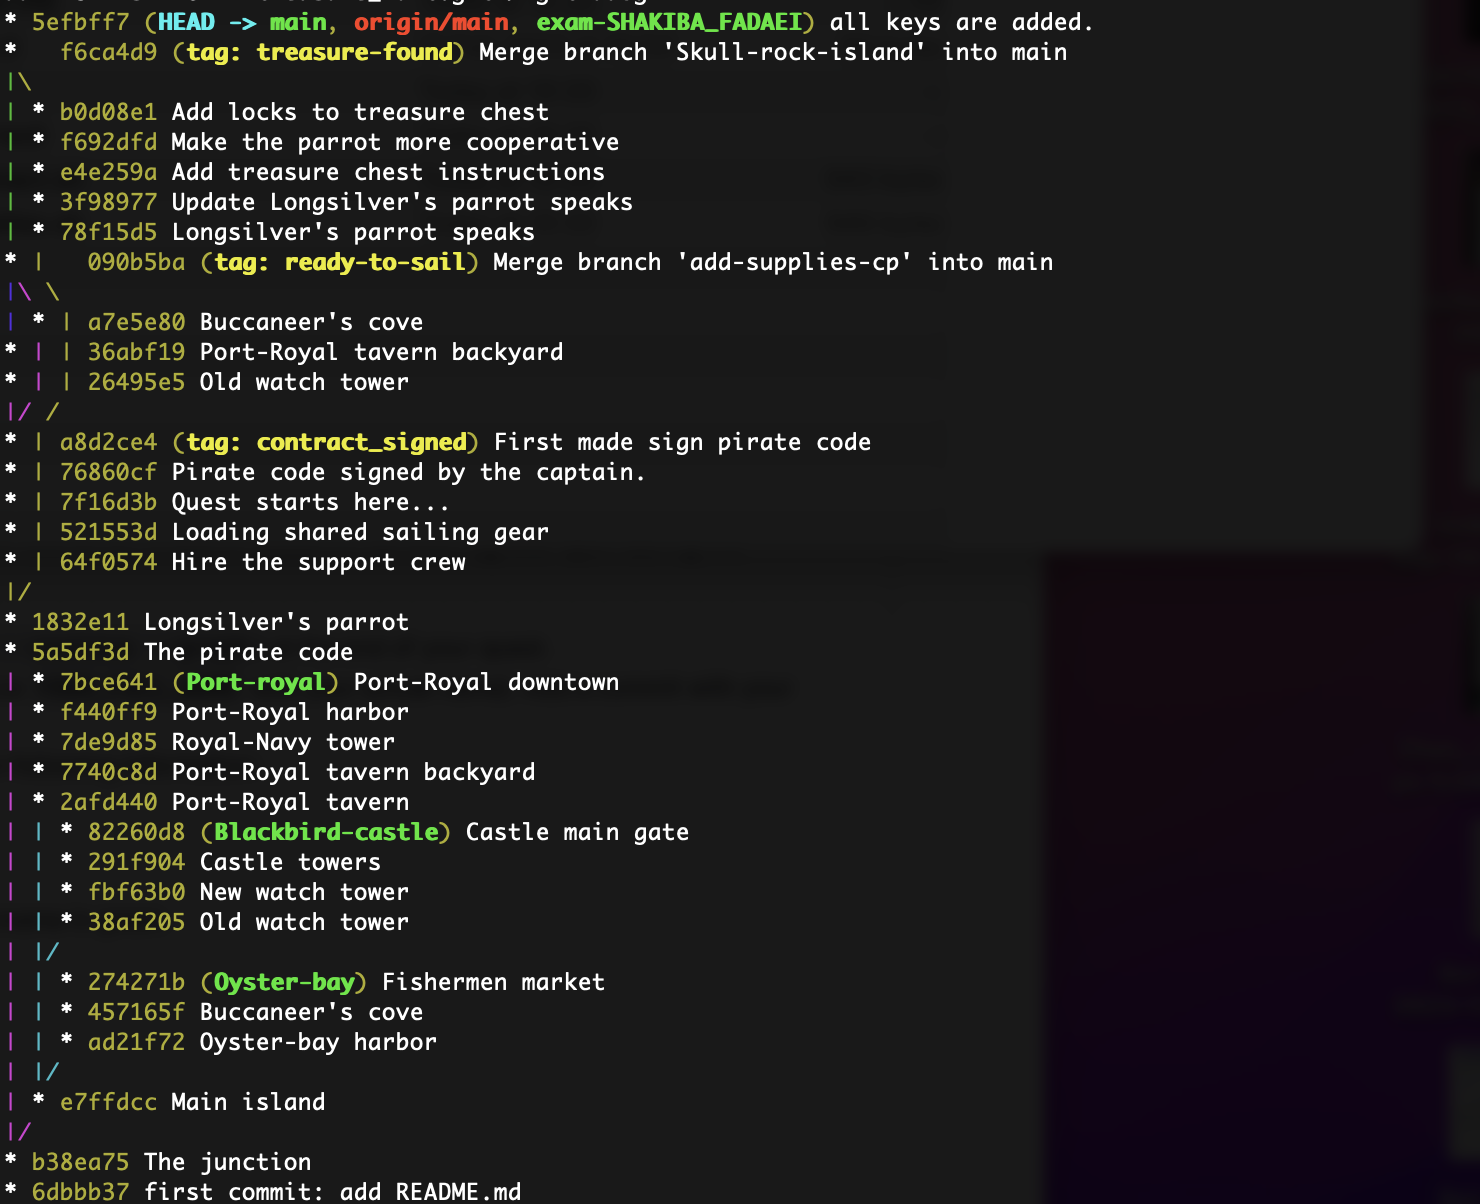 * 5efbff7 (HEAD -> main, origin/main, exam-SHAKIBA_FADAEI) all keys are added.
*   f6ca4d9 (tag: treasure-found) Merge branch 'Skull-rock-island' into main
|\
| * b0d08e1 Add locks to treasure chest
| * f692dfd Make the parrot more cooperative
| * e4e259a Add treasure chest instructions
| * 3f98977 Update Longsilver's parrot speaks
| * 78f15d5 Longsilver's parrot speaks
* |   090b5ba (tag: ready-to-sail) Merge branch 'add-supplies-cp' into main
|\ \
| * | a7e5e80 Buccaneer's cove
* | | 36abf19 Port-Royal tavern backyard
* | | 26495e5 Old watch tower
|/ /
* | a8d2ce4 (tag: contract_signed) First made sign pirate code
* | 76860cf Pirate code signed by the captain.
* | 7f16d3b Quest starts here...
* | 521553d Loading shared sailing gear
* | 64f0574 Hire the support crew
|/
* 1832e11 Longsilver's parrot
* 5a5df3d The pirate code
| * 7bce641 (Port-royal) Port-Royal downtown
| * f440ff9 Port-Royal harbor
| * 7de9d85 Royal-Navy tower
| * 7740c8d Port-Royal tavern backyard
| * 2afd440 Port-Royal tavern
| | * 82260d8 (Blackbird-castle) Castle main gate
| | * 291f904 Castle towers
| | * fbf63b0 New watch tower
| | * 38af205 Old watch tower
| |/
| | * 274271b (Oyster-bay) Fishermen market
| | * 457165f Buccaneer's cove
| | * ad21f72 Oyster-bay harbor
| |/
| * e7ffdcc Main island
|/
* b38ea75 The junction
* 6dbbb37 first commit: add README.md